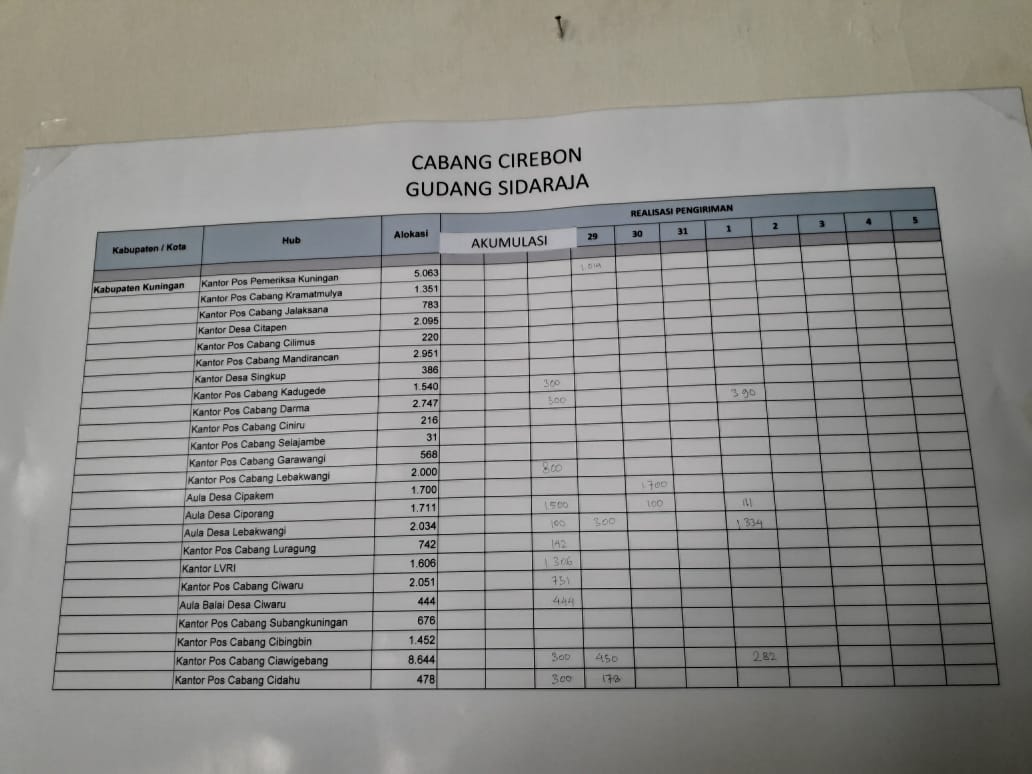 CABANG CIREBON
GUDANG SIDARAJA
Kabupaten / Kota Hub Alokasi AKUMULASI REALISASI PENGIRIMAN
29 30 31 1 2 3 4 5
Kabupaten Kuningan Kantor Pos Pemeriksa Kuningan 5.063
Kantor Pos Cabang Kramatmulya 1.351
Kantor Pos Cabang Jalaksana 783
Kantor Desa Citapen 2.095
Kantor Pos Cabang Cilimus 220
Kantor Pos Cabang Mandirancan 2.951
Kantor Desa Singkup 386
Kantor Pos Cabang Kadugede 1.540 300
Kantor Pos Cabang Darma 2.747 300 390
Kantor Pos Cabang Ciniru 216
Kantor Pos Cabang Selajambe 31
Kantor Pos Cabang Garawangi 568
Kantor Pos Cabang Lebakwangi 2.000 800
Aula Desa Cipakem 1.700 1.700
Aula Desa Ciporang 1.711 1.500 100 111
Aula Desa Lebakwangi 2.034 100 300 1.334
Kantor Pos Cabang Luragung 742 142
Kantor LVRI 1.606 1.306
Kantor Pos Cabang Ciwaru 2.051 751
Aula Balai Desa Ciwaru 444 444
Kantor Pos Cabang Subangkuningan 676
Kantor Pos Cabang Cibingbin 1.452
Kantor Pos Cabang Ciawigebang 8.644 300 450 282
Kantor Pos Cabang Cidahu 478 300 178